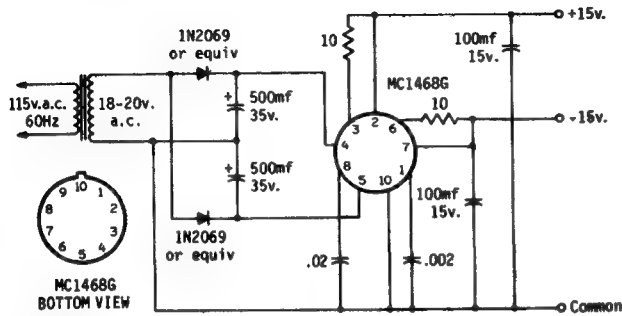 1N2069
or equiv
10
+15v.
100mf
15v.
MC1468G
115v.a.c.
60Hz
18-20v.
a.c.
+
500mf
35v.
10
3
2
6
-15v.
4
7
8
5
10
1
+
500mf
35v.
10
9
1
8
2
7
3
6
5
4
100mf
15v.
1N2069
or equiv
.02
.002
MC1468G
BOTTOM VIEW
Common